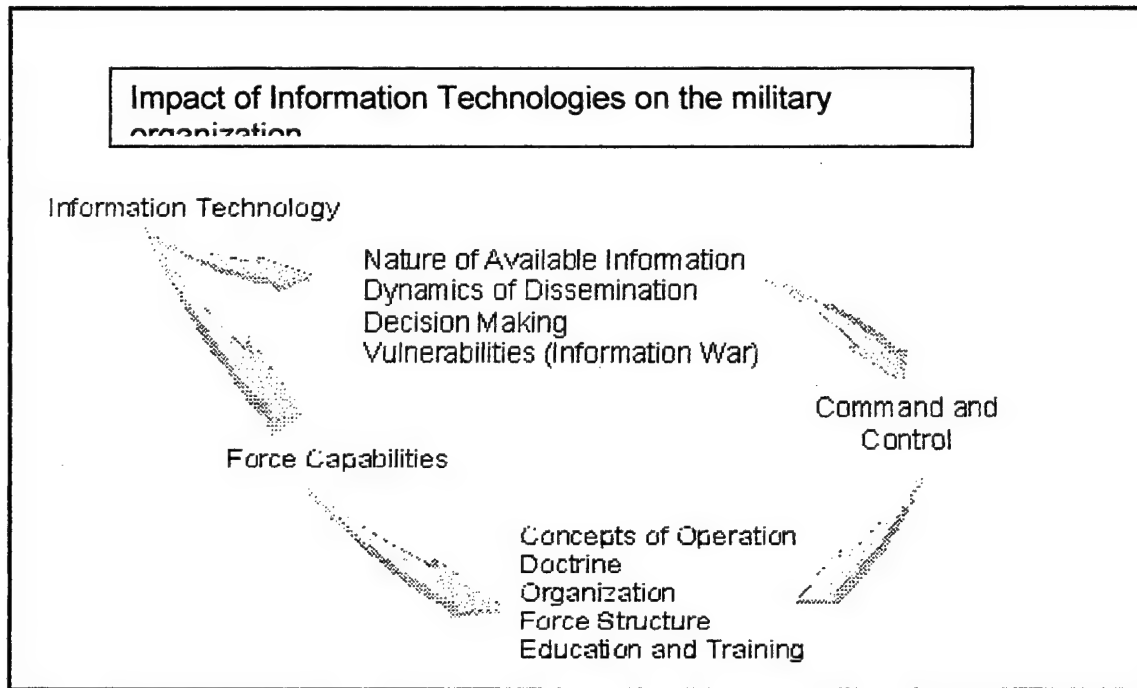 Impact of Information Technologies on the military
organization
Information Technology
Nature of Available Information
Dynamics of Dissemination
Decision Making
Vulnerabilities (Information War)
Command and
Control
Force Capabilities
Concepts of Operation
Doctrine
Organization
Force Structure
Education and Training